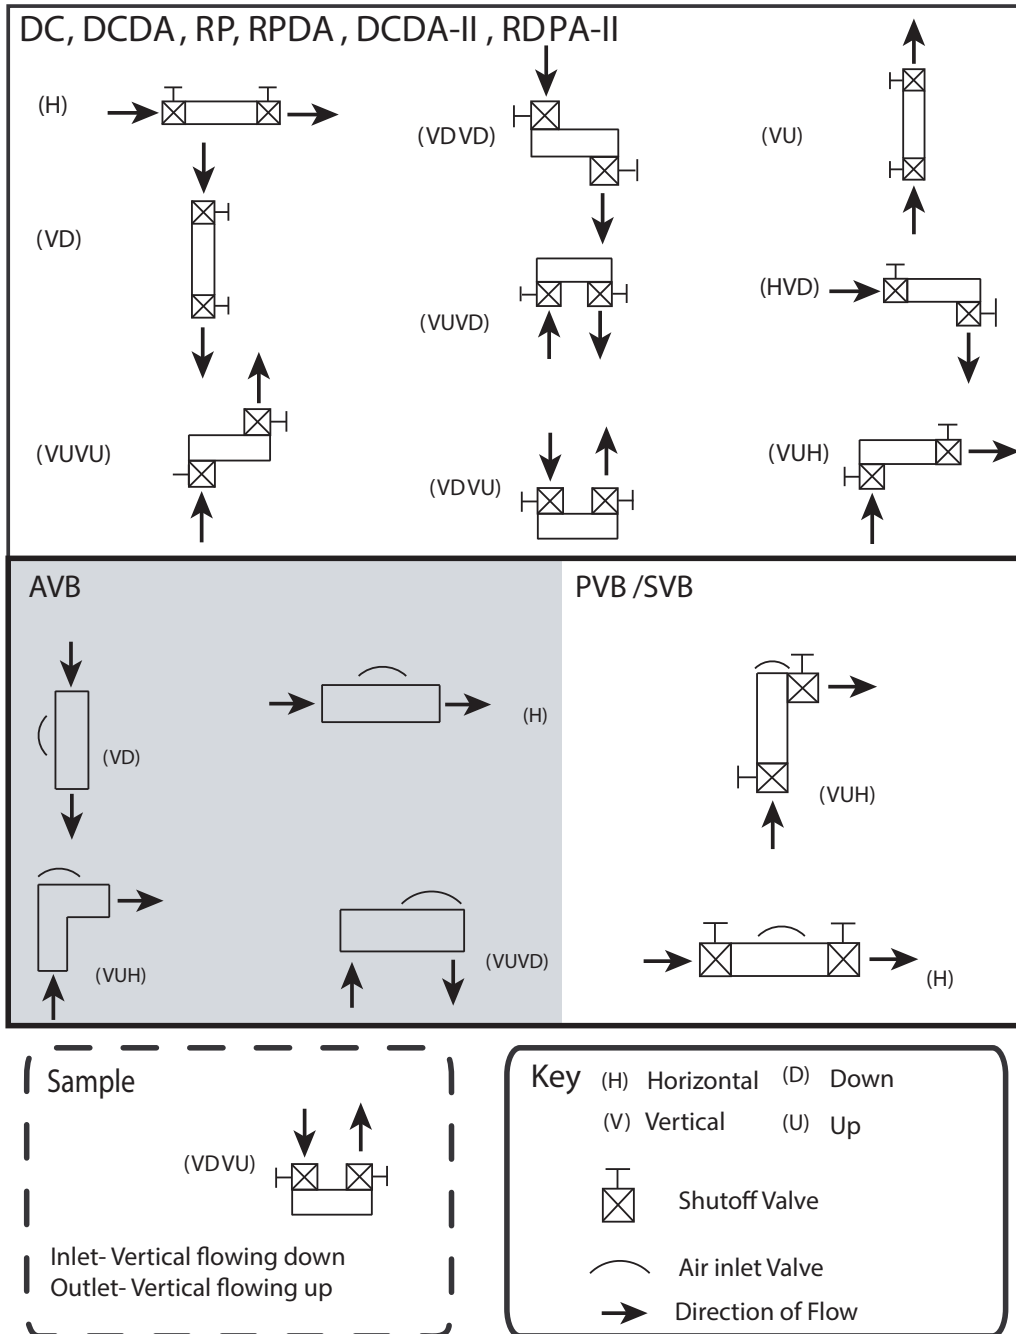 DC, DCDA , RP, RPDA , DCDA-II , RDPA-II
(H)
(VDVD)
(VU)
(VD)
(VUVD)
(HVD)
(VUVU)
(VDVU)
(VUH)
AVB
(VD)
(H)
(VUH)
(VUVD)
PVB /SVB
(VUH)
(H)
Sample
(VDVU)
Inlet- Vertical flowing down
Outlet- Vertical flowing up
Key (H) Horizontal (D) Down
(V) Vertical (U) Up
Shutoff Valve
Air inlet Valve
Direction of Flow